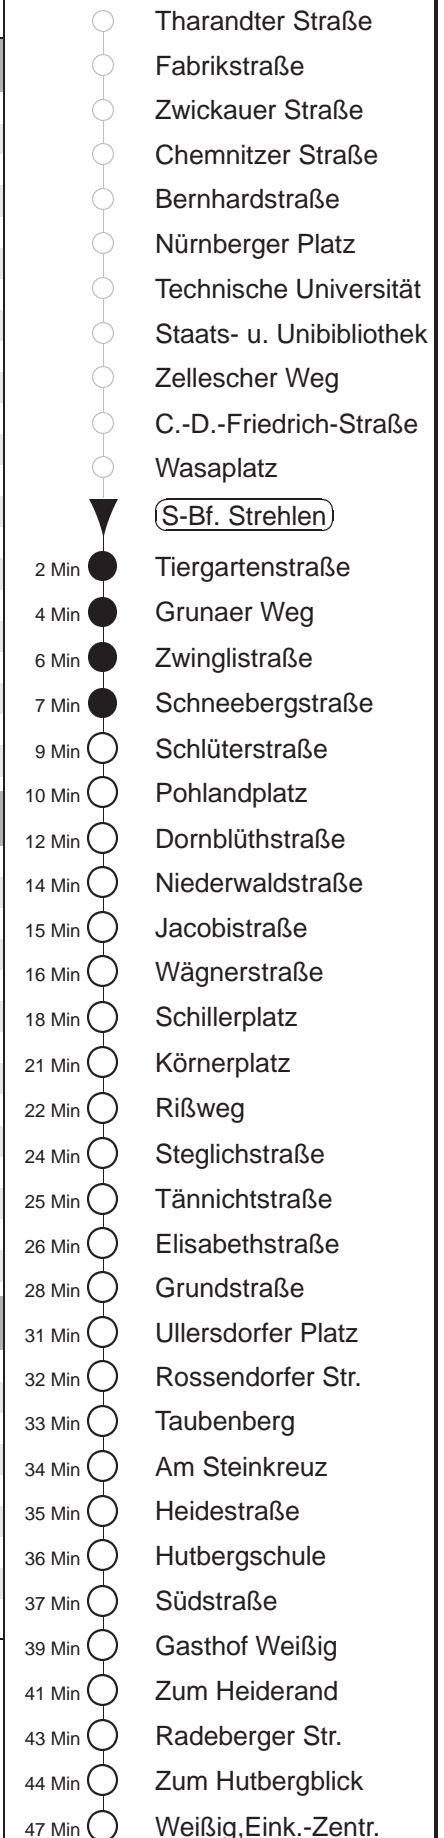 Tharandter Straße
Fabrikstraße
Zwickauer Straße
Chemnitzer Straße
Bernhardstraße
Nürnberger Platz
Technische Universität
Staats- u. Unibibliothek
Zellescher Weg
C.-D.-Friedrich-Straße
Wasaplatz
S-Bf. Strehlen
2 Min Tiergartenstraße
4 Min Grunaer Weg
6 Min Zwinglistraße
7 Min Schneebergstraße
9 Min Schlüterstraße
10 Min Pohlandplatz
12 Min Dornblüthstraße
14 Min Niederwaldstraße
15 Min Jacobistraße
16 Min Wägnerstraße
18 Min Schillerplatz
21 Min Körnerplatz
22 Min Rißweg
24 Min Steglichstraße
25 Min Tännichtstraße
26 Min Elisabethstraße
28 Min Grundstraße
31 Min Ullersdorfer Platz
32 Min Rossendorfer Str.
33 Min Taubenberg
34 Min Am Steinkreuz
35 Min Heidestraße
36 Min Hutbergschule
37 Min Südstraße
39 Min Gasthof Weißig
41 Min Zum Heiderand
43 Min Radeberger Str.
44 Min Zum Hutbergblick
47 Min Weißig,Eink.-Zentr.